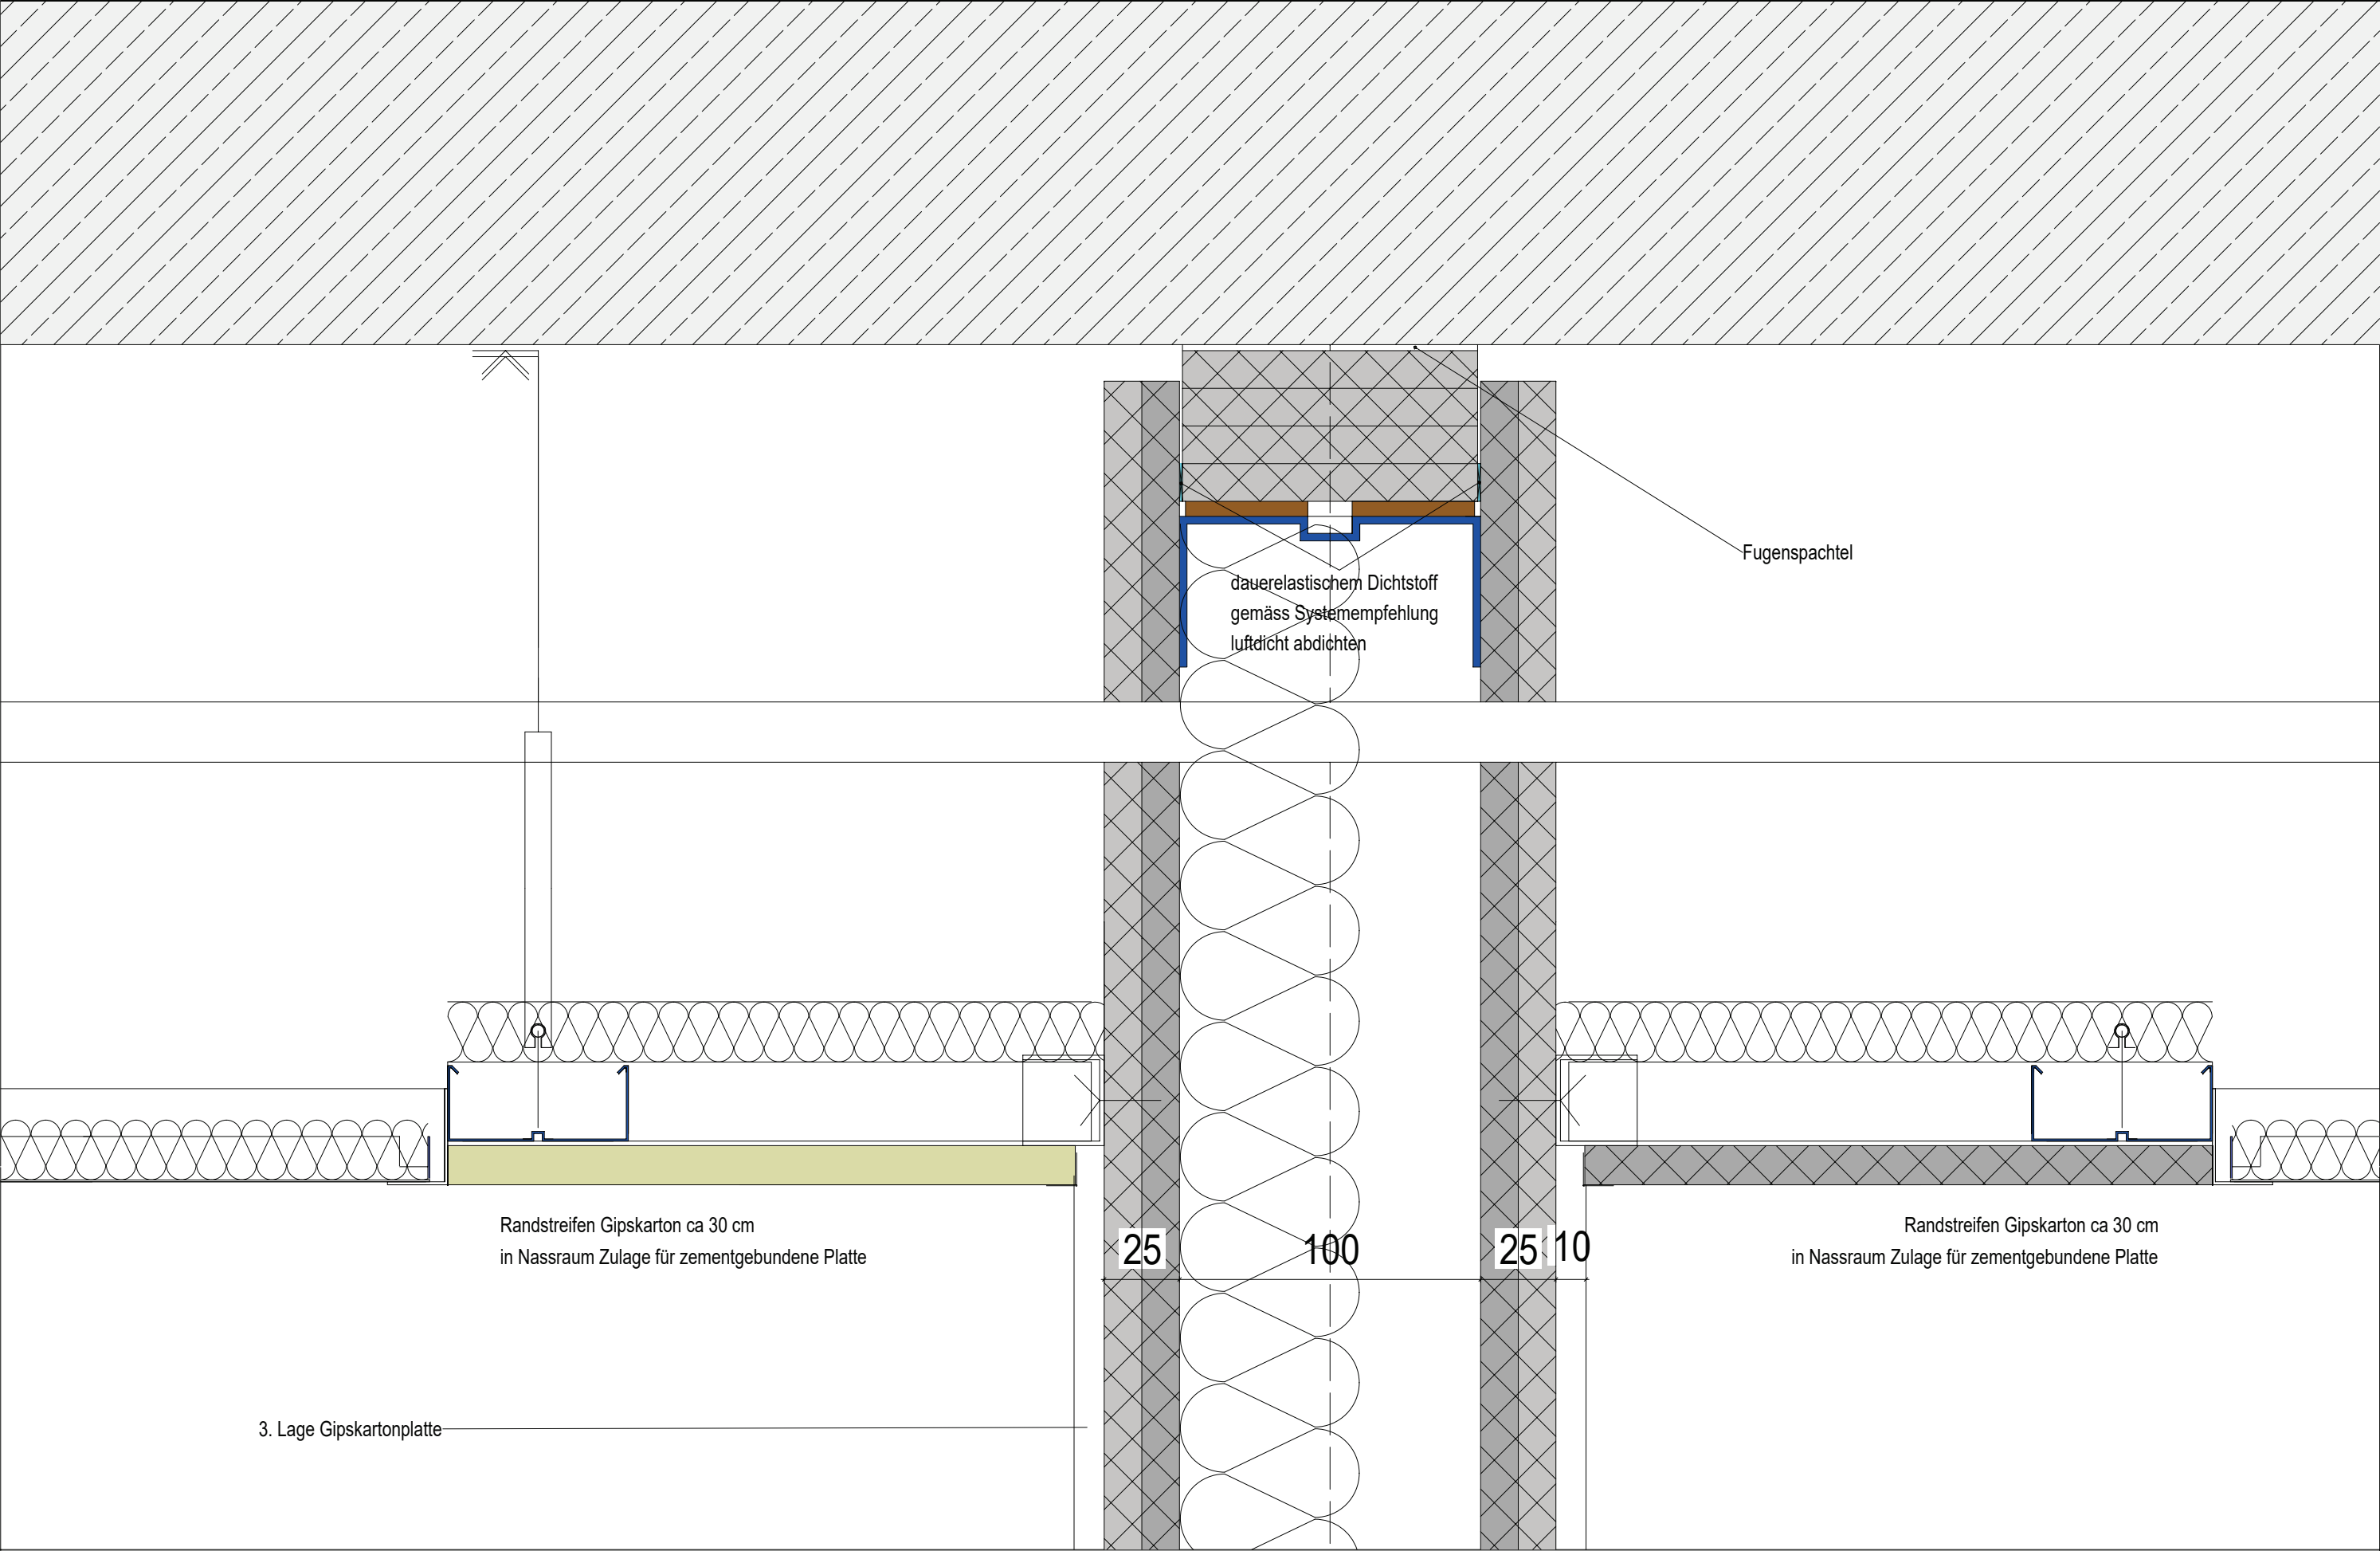 Fugenspachtel
dauerelastischem Dichtstoff
gemäss Systemempfehlung
luftdicht abdichten
Randstreifen Gipskarton ca 30 cm
in Nassraum Zulage für zementgebundene Platte
25
100
25
10
Randstreifen Gipskarton ca 30 cm
in Nassraum Zulage für zementgebundene Platte
3. Lage Gipskartonplatte